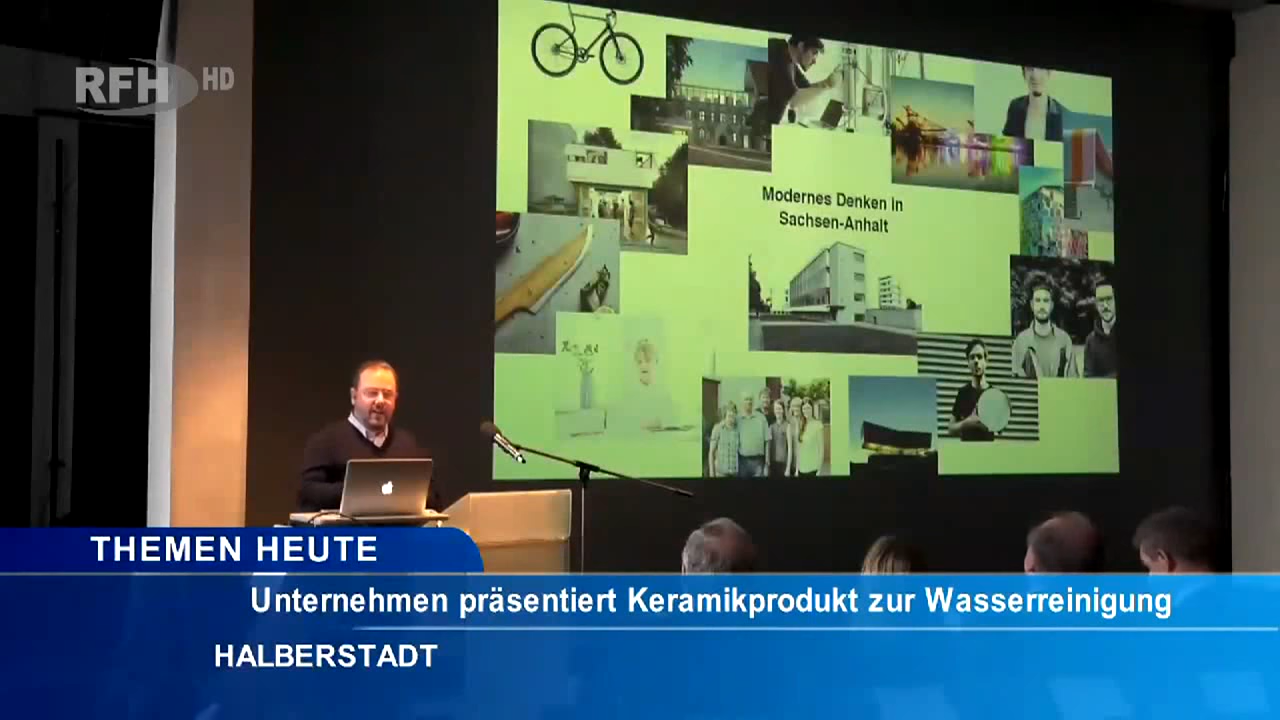 RFH HD
Modernes Denken in
Sachsen-Anhalt
THEMEN HEUTE
Unternehmen präsentiert Keramikprodukt zur Wasserreinigung
HALBERSTADT